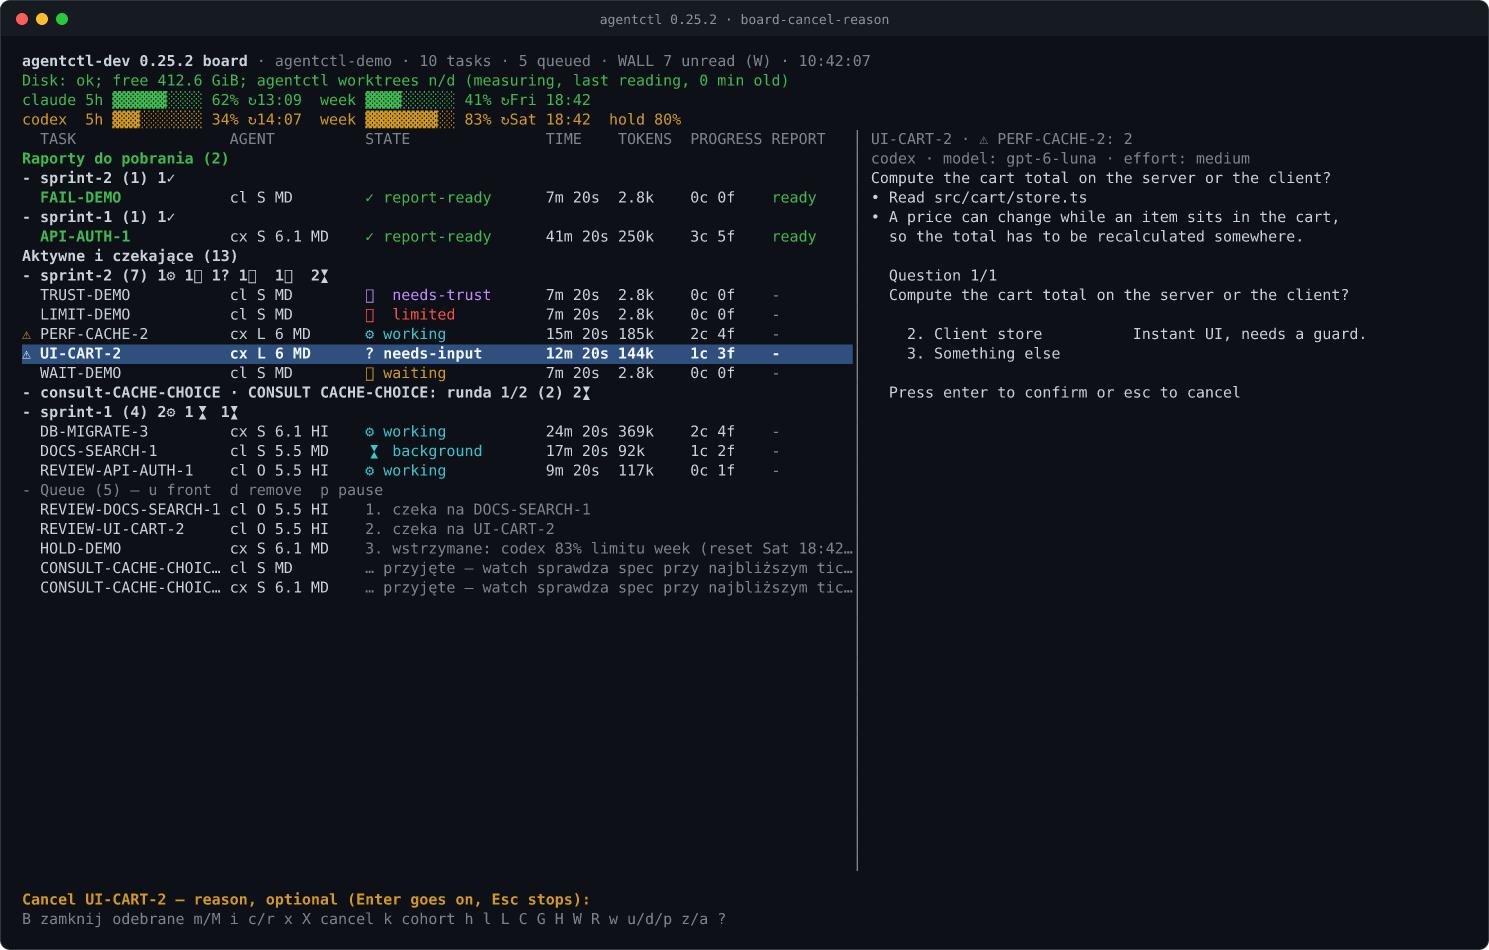 agentctl 0.25.2 · board-cancel-reason
agentctl-dev 0.25.2 board · agentctl-demo · 10 tasks · 5 queued · WALL 7 unread (W) · 10:42:07
Disk: ok; free 412.6 GiB; agentctl worktrees n/d (measuring, last reading, 0 min old)
claude 5h ▓▓▓▓▓▓░░░░ 62% ↻13:09 week ▓▓▓▓░░░░░░ 41% ↻Fri 18:42
codex 5h ▓▓▓░░░░░░░ 34% ↻14:07 week ▓▓▓▓▓▓▓▓░░ 83% ↻Sat 18:42 hold 80%
TASK AGENT STATE TIME TOKENS PROGRESS REPORT
Raporty do pobrania (2)
- sprint-2 (1) 1✓
FAIL-DEMO cl S MD ✓ report-ready 7m 20s 2.8k 0c 0f ready
- sprint-1 (1) 1✓
API-AUTH-1 cx S 6.1 MD ✓ report-ready 41m 20s 250k 3c 5f ready
Aktywne i czekające (13)
- sprint-2 (7) 1⚙ 1▯ 1? 1▯ 1▯ 2⧗
TRUST-DEMO cl S MD ▯ needs-trust 7m 20s 2.8k 0c 0f -
LIMIT-DEMO cl S MD ▯ limited 7m 20s 2.8k 0c 0f -
⚠ PERF-CACHE-2 cx L 6 MD ⚙ working 15m 20s 185k 2c 4f -
⚠ UI-CART-2 cx L 6 MD ? needs-input 12m 20s 144k 1c 3f -
WAIT-DEMO cl S MD ▯ waiting 7m 20s 2.8k 0c 0f -
- consult-CACHE-CHOICE · CONSULT CACHE-CHOICE: runda 1/2 (2) 2⧗
- sprint-1 (4) 2⚙ 1⧗ 1⧗
DB-MIGRATE-3 cx S 6.1 HI ⚙ working 24m 20s 369k 2c 4f -
DOCS-SEARCH-1 cl S 5.5 MD ⧗ background 17m 20s 92k 1c 2f -
REVIEW-API-AUTH-1 cl O 5.5 HI ⚙ working 9m 20s 117k 0c 1f -
- Queue (5) — u front d remove p pause
REVIEW-DOCS-SEARCH-1 cl O 5.5 HI 1. czeka na DOCS-SEARCH-1
REVIEW-UI-CART-2 cl O 5.5 HI 2. czeka na UI-CART-2
HOLD-DEMO cx S 6.1 MD 3. wstrzymane: codex 83% limitu week (reset Sat 18:42…
CONSULT-CACHE-CHOIC… cl S MD … przyjęte — watch sprawdza spec przy najbliższym tic…
CONSULT-CACHE-CHOIC… cx S 6.1 MD … przyjęte — watch sprawdza spec przy najbliższym tic…
UI-CART-2 · ⚠ PERF-CACHE-2: 2
codex · model: gpt-6-luna · effort: medium
Compute the cart total on the server or the client?
• Read src/cart/store.ts
• A price can change while an item sits in the cart,
so the total has to be recalculated somewhere.
Question 1/1
Compute the cart total on the server or the client?
2. Client store Instant UI, needs a guard.
3. Something else
Press enter to confirm or esc to cancel
Cancel UI-CART-2 — reason, optional (Enter goes on, Esc stops):
B zamknij odebrane m/M i c/r x X cancel k cohort h l L C G H W R w u/d/p z/a ?